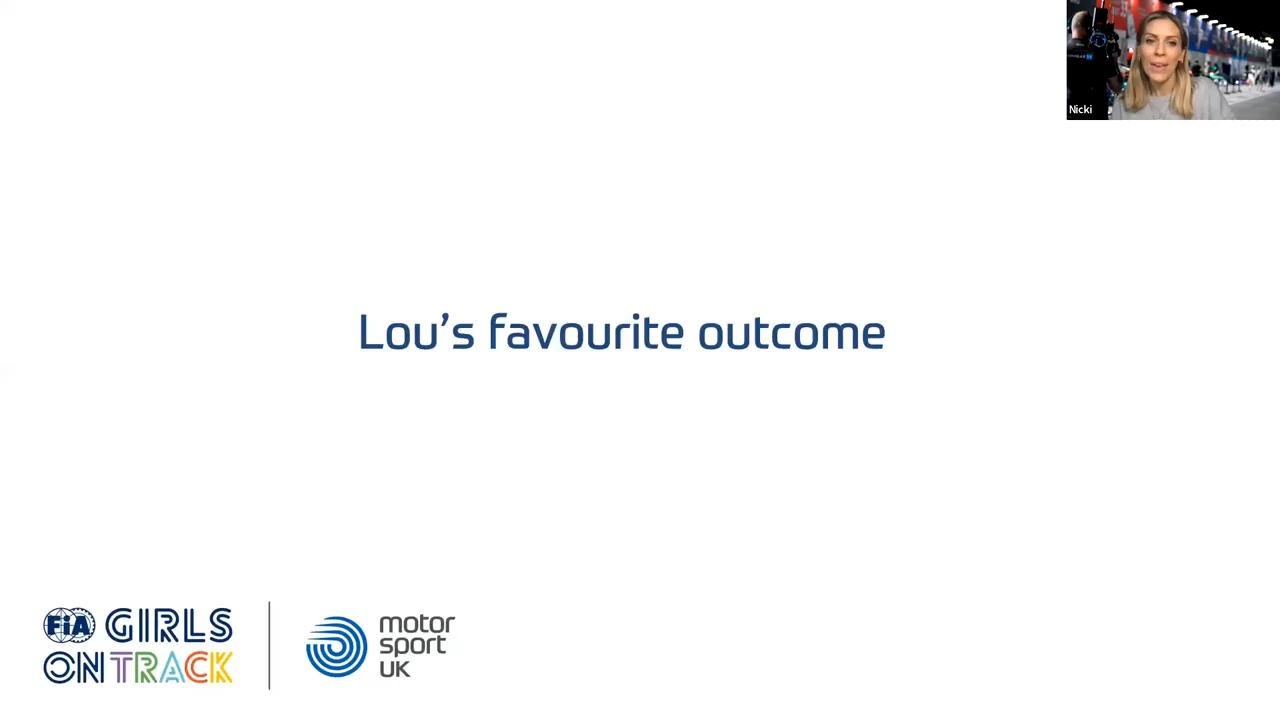 Nicki
Lou's favourite outcome
FiA GIRLS
ON TRACK
motor
sport
UK